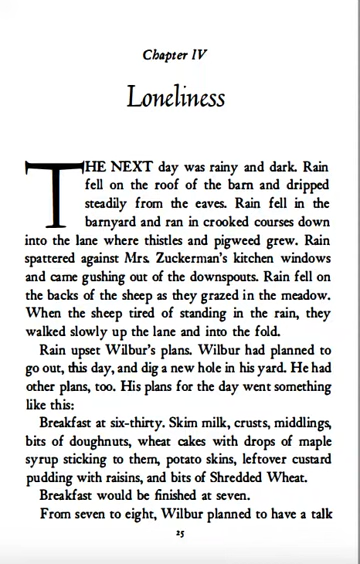 Chapter IV
Loneliness
THE NEXT day was rainy and dark. Rain
fell on the roof of the barn and dripped
steadily from the eaves. Rain fell in the
barnyard and ran in crooked courses down
into the lane where thistles and pigweed grew. Rain
spattered against Mrs. Zuckerman's kitchen windows
and came gushing out of the downspouts. Rain fell on
the backs of the sheep as they grazed in the meadow.
When the sheep tired of standing in the rain, they
walked slowly up the lane and into the fold.
Rain upset Wilbur's plans. Wilbur had planned to
go out, this day, and dig a new hole in his yard. He had
other plans, too. His plans for the day went something
like this:
Breakfast at six-thirty. Skim milk, crusts, middlings,
bits of doughnuts, wheat cakes with drops of maple
syrup sticking to them, potato skins, leftover custard
pudding with raisins, and bits of Shredded Wheat.
Breakfast would be finished at seven.
From seven to eight, Wilbur planned to have a talk
25